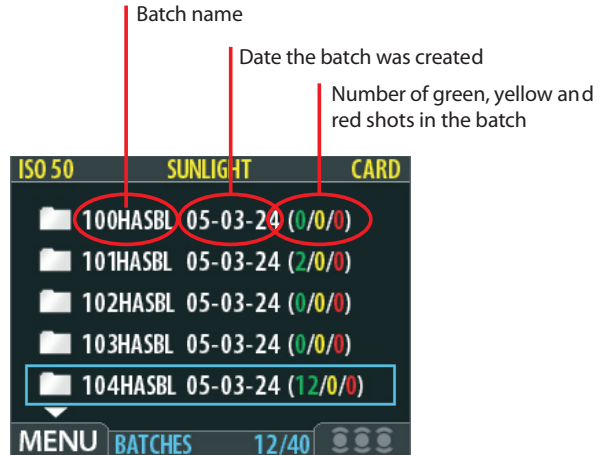 Batch name
Date the batch was created
Number of green, yellow and
red shots in the batch
ISO 50 SUNLIGHT CARD
100HASBL 05-03-24 (0/0/0)
101HASBL 05-03-24 (2/0/0)
102HASBL 05-03-24 (0/0/0)
103HASBL 05-03-24 (0/0/0)
104HASBL 05-03-24 (12/0/0)
MENU BATCHES 12/40